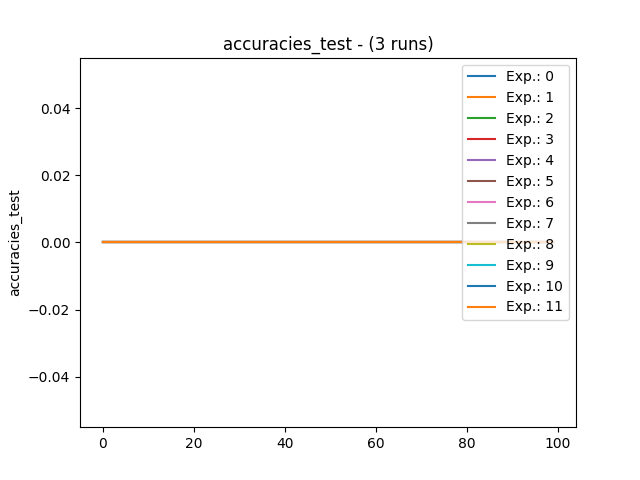 accuracies_test - (3 runs)
accuracies_test
0.04
0.02
0.00
−0.02
−0.04
0
20
40
60
80
100
Exp.: 0
Exp.: 1
Exp.: 2
Exp.: 3
Exp.: 4
Exp.: 5
Exp.: 6
Exp.: 7
Exp.: 8
Exp.: 9
Exp.: 10
Exp.: 11